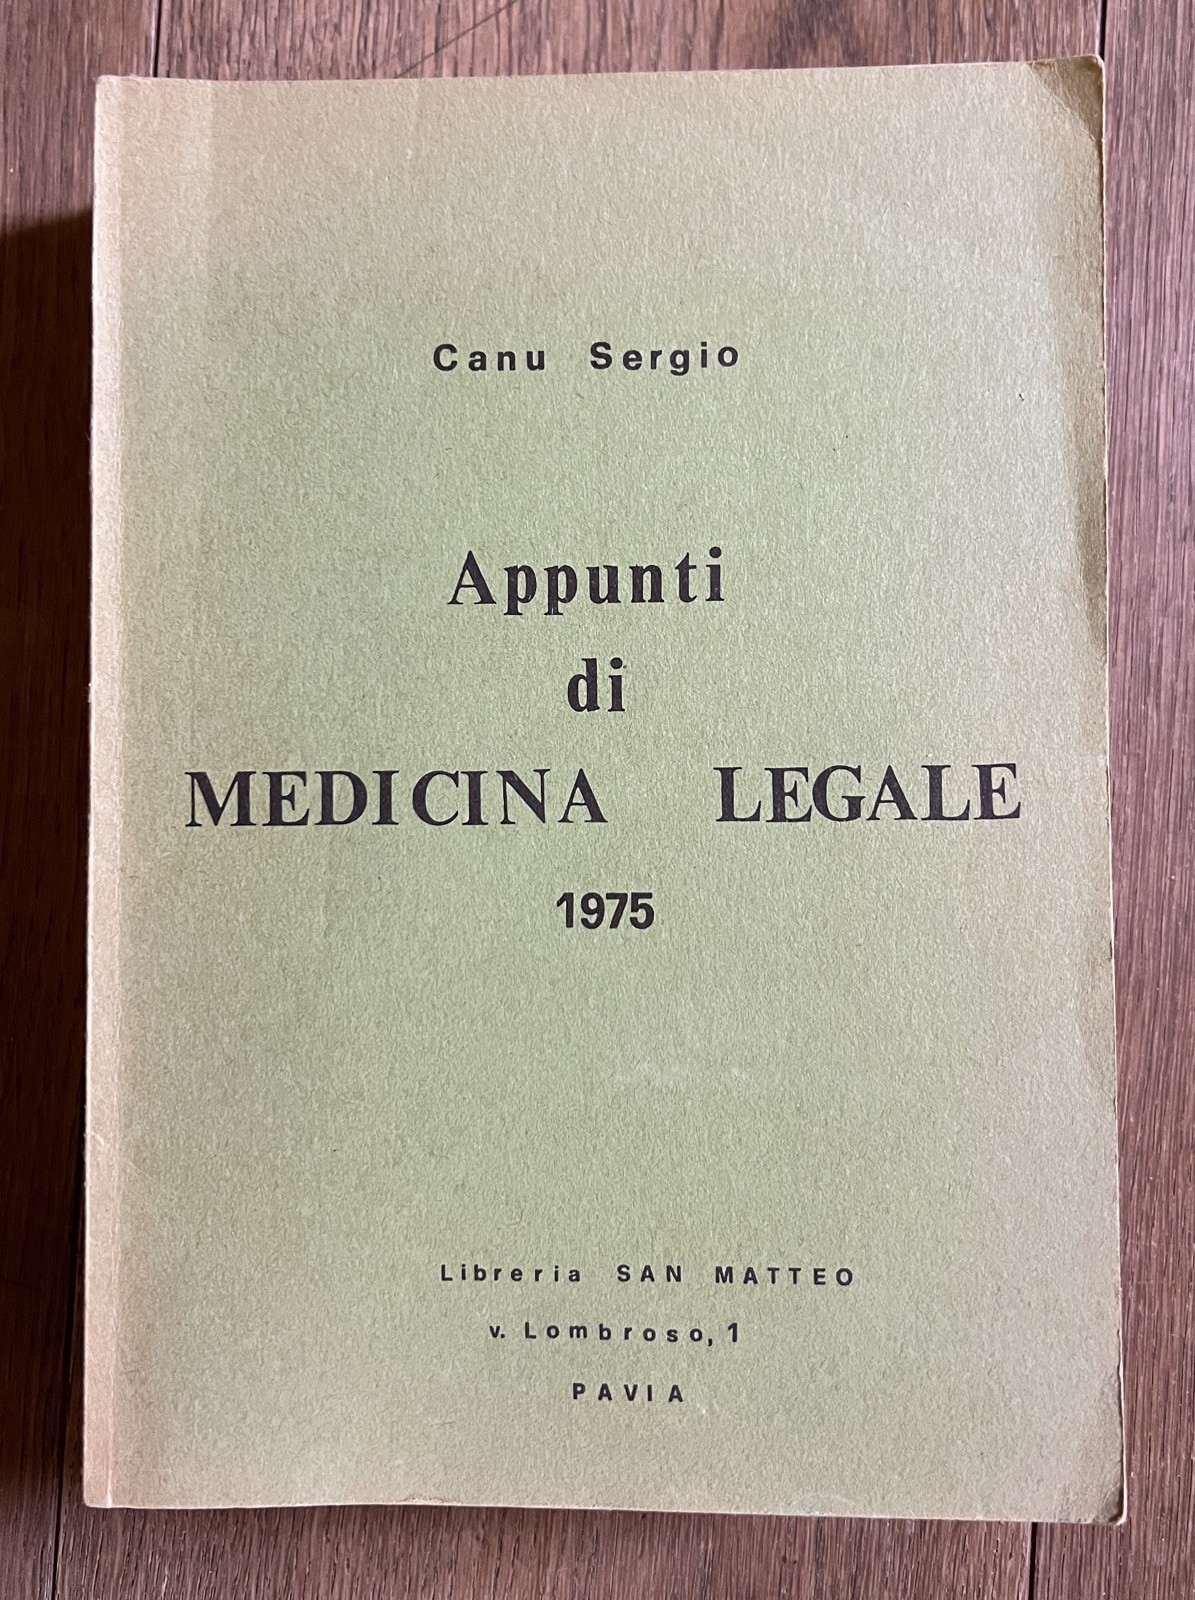 Canu Sergio
Appunti
di
MEDICINA LEGALE
1975
Libreria SAN MATTEO
v. Lombroso, 1
PAVIA